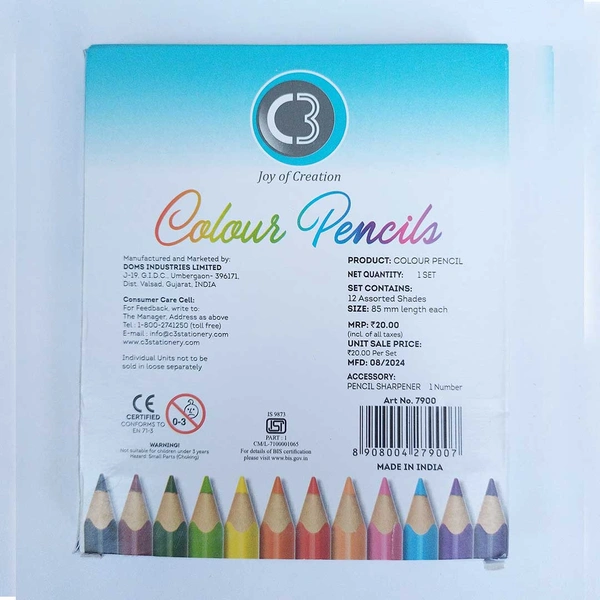 C3
Joy of Creation
Colour Pencils
Manufactured and Marketed by:
DOMS INDUSTRIES LIMITED
J-19, G.I.D.C., Umbergaon- 396171,
Dist. Valsad, Gujarat, INDIA
Consumer Care Cell:
For Feedback, write to:
The Manager, Address as above
Tel : 1-800-2741250 (toll free)
E-mail : info@c3stationery.com
www.c3stationery.com
Individual Units not to be
sold in loose separately
CE
CERTIFIED
CONFORMS TO
EN 71-3
0-3
WARNING!
Not suitable for children under 3 years
Hazard: Small Parts (Choking)
IS 9873
ISI
PART : 1
CM/L-7100001065
For details of BIS certification
please visit www.bis.gov.in
PRODUCT: COLOUR PENCIL
NET QUANTITY: 1 SET
SET CONTAINS:
12 Assorted Shades
SIZE: 85 mm length each
MRP: ₹20.00
(incl. of all taxes)
UNIT SALE PRICE:
₹20.00 Per Set
MFD: 08/2024
ACCESSORY:
PENCIL SHARPENER 1 Number
Art No. 7900
8 908004 279007
MADE IN INDIA